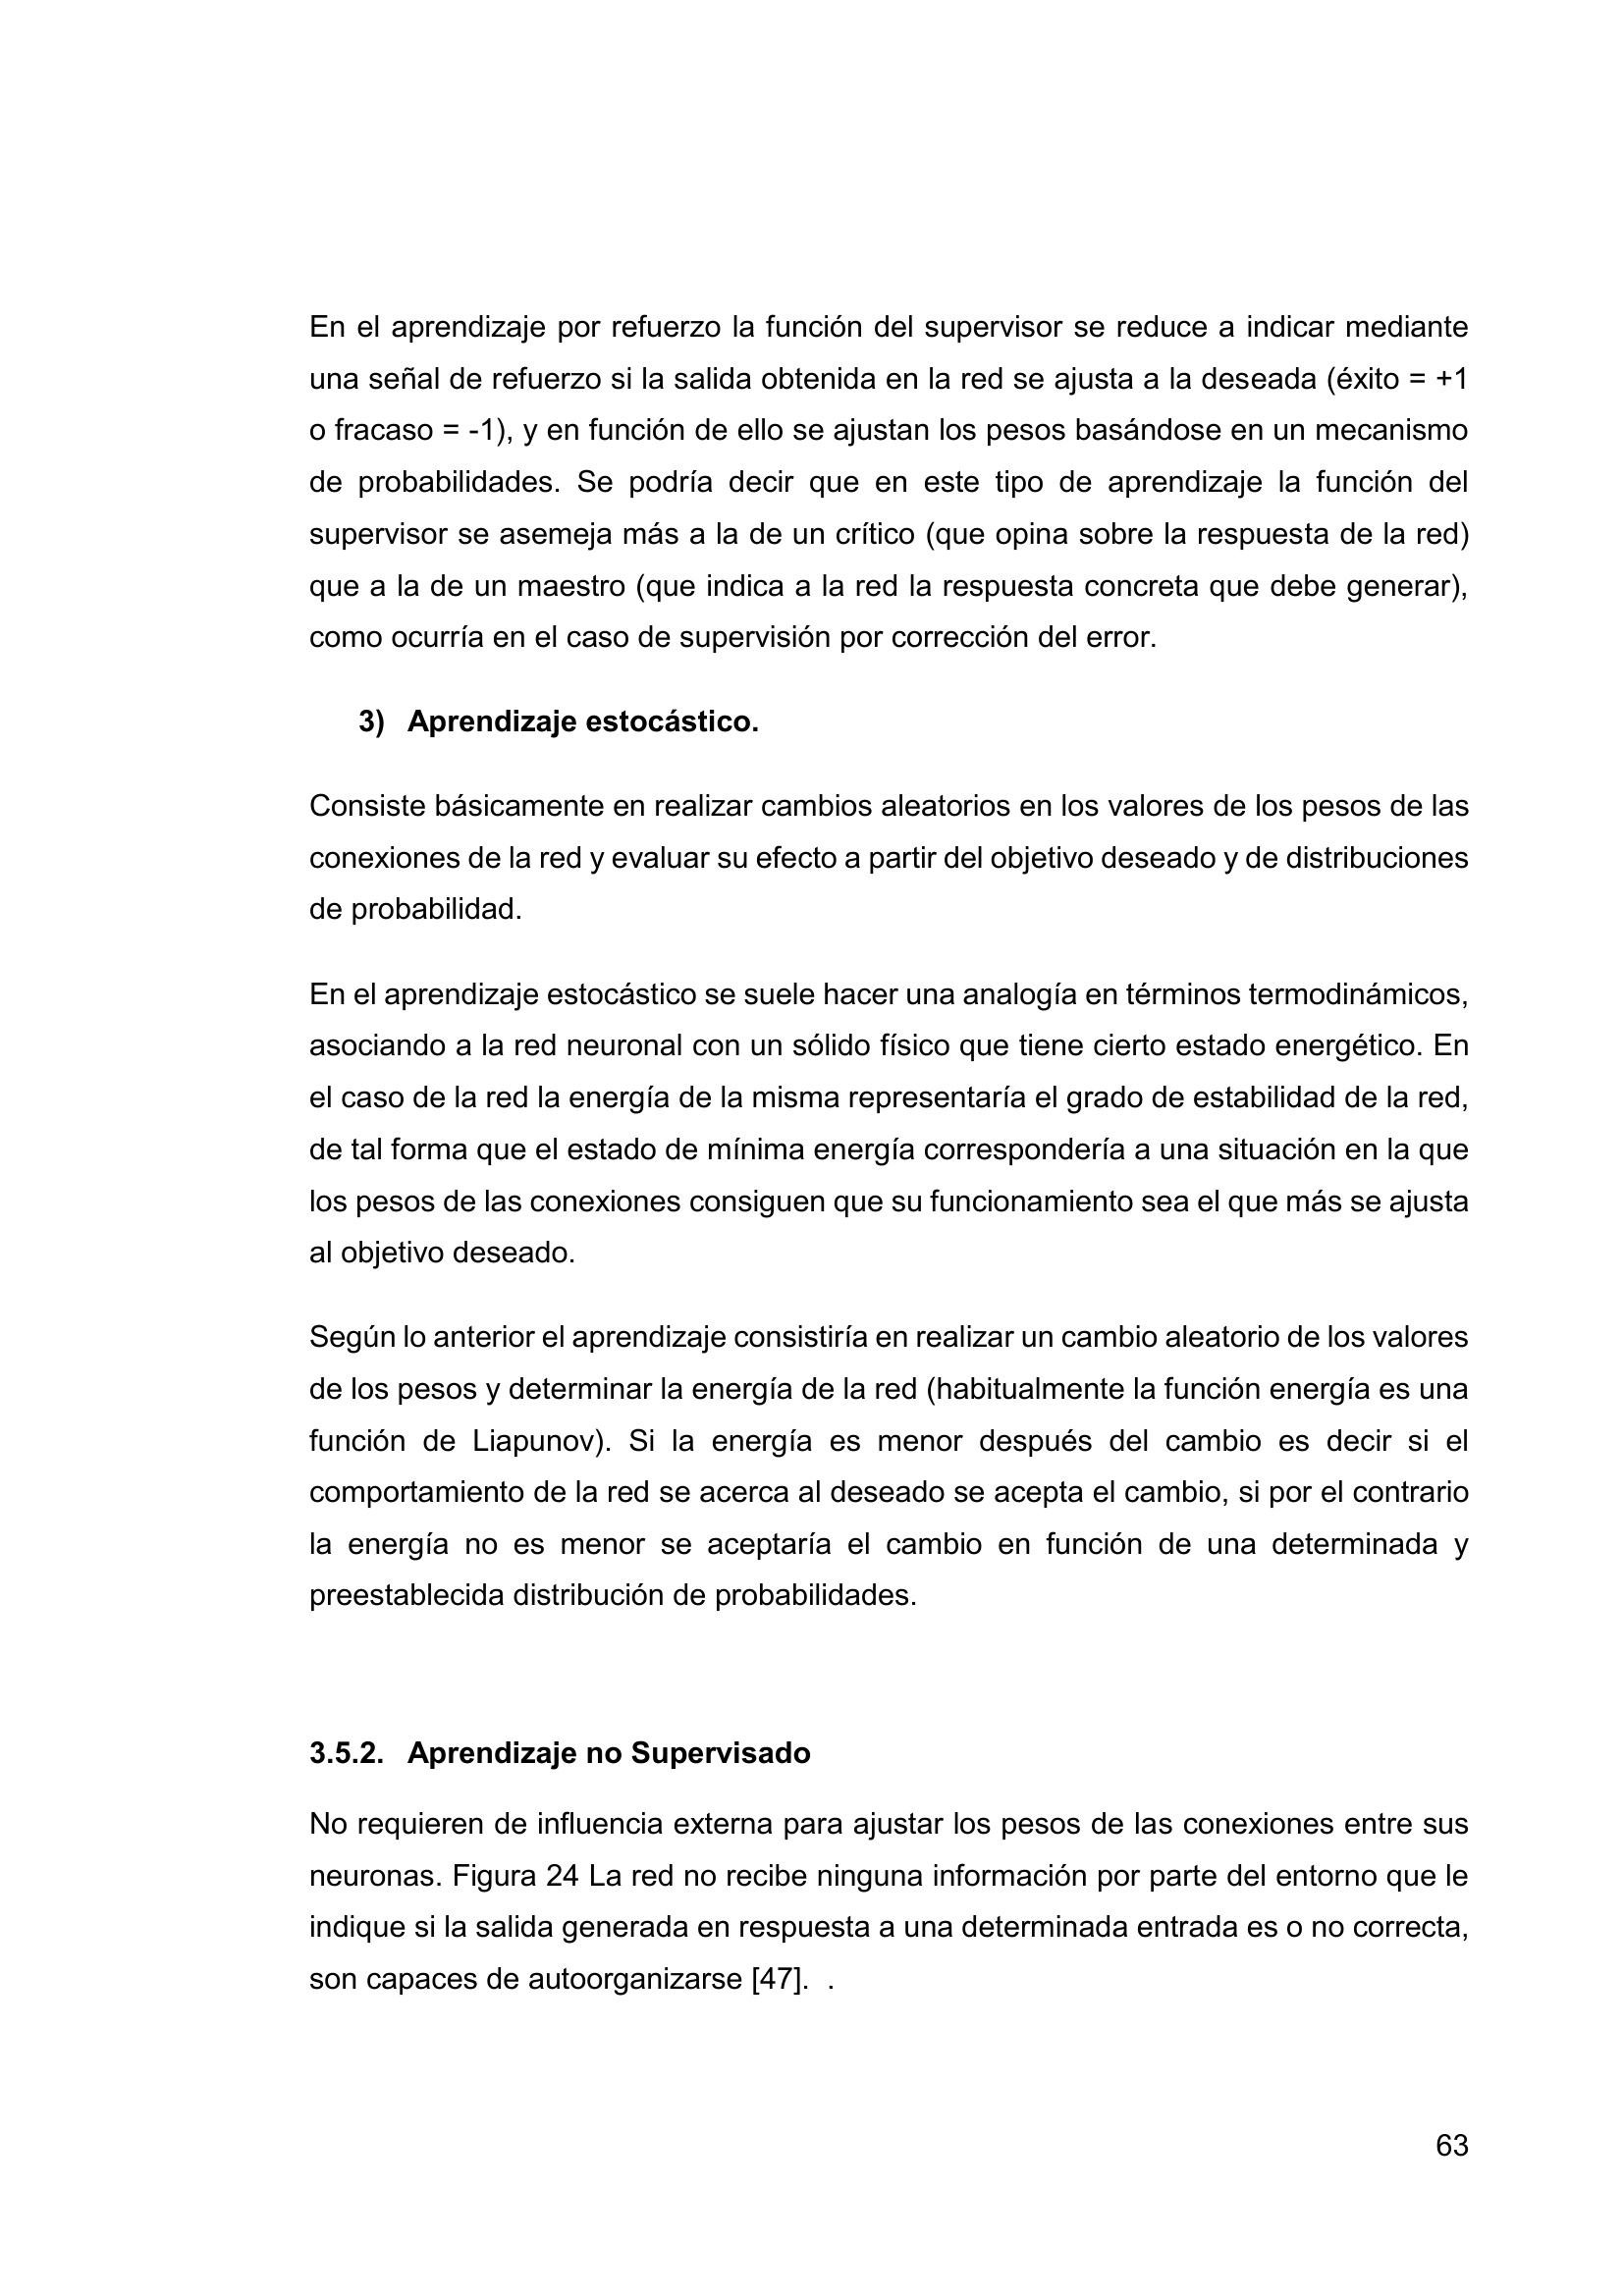 En el aprendizaje por refuerzo la función del supervisor se reduce a indicar mediante
una señal de refuerzo si la salida obtenida en la red se ajusta a la deseada (éxito = +1
o fracaso = -1), y en función de ello se ajustan los pesos basándose en un mecanismo
de probabilidades. Se podría decir que en este tipo de aprendizaje la función del
supervisor se asemeja más a la de un crítico (que opina sobre la respuesta de la red)
que a la de un maestro (que indica a la red la respuesta concreta que debe generar),
como ocurría en el caso de supervisión por corrección del error.
3) Aprendizaje estocástico.
Consiste básicamente en realizar cambios aleatorios en los valores de los pesos de las
conexiones de la red y evaluar su efecto a partir del objetivo deseado y de distribuciones
de probabilidad.
En el aprendizaje estocástico se suele hacer una analogía en términos termodinámicos,
asociando a la red neuronal con un sólido físico que tiene cierto estado energético. En
el caso de la red la energía de la misma representaría el grado de estabilidad de la red,
de tal forma que el estado de mínima energía correspondería a una situación en la que
los pesos de las conexiones consiguen que su funcionamiento sea el que más se ajusta
al objetivo deseado.
Según lo anterior el aprendizaje consistiría en realizar un cambio aleatorio de los valores
de los pesos y determinar la energía de la red (habitualmente la función energía es una
función de Liapunov). Si la energía es menor después del cambio es decir si el
comportamiento de la red se acerca al deseado se acepta el cambio, si por el contrario
la energía no es menor se aceptaría el cambio en función de una determinada y
preestablecida distribución de probabilidades.
3.5.2. Aprendizaje no Supervisado
No requieren de influencia externa para ajustar los pesos de las conexiones entre sus
neuronas. Figura 24 La red no recibe ninguna información por parte del entorno que le
indique si la salida generada en respuesta a una determinada entrada es o no correcta,
son capaces de autoorganizarse [47].  .
63